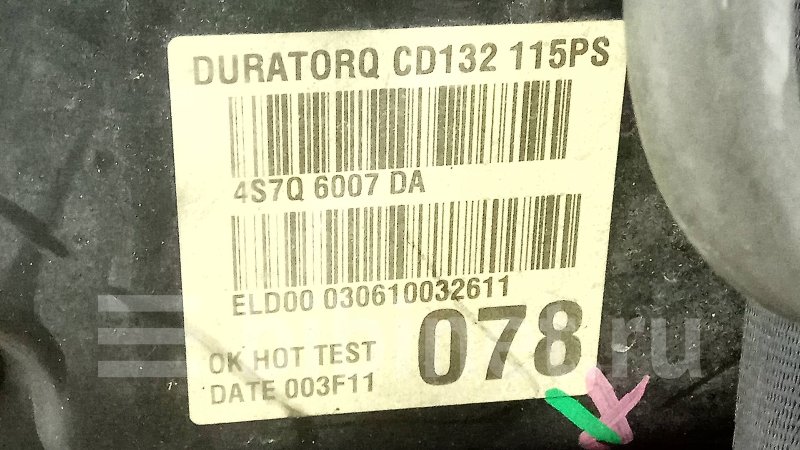 DURATORQ CD132 115PS
4S7Q 6007 DA
ELD00 030610032611
OK HOT TEST
DATE 003F11
078